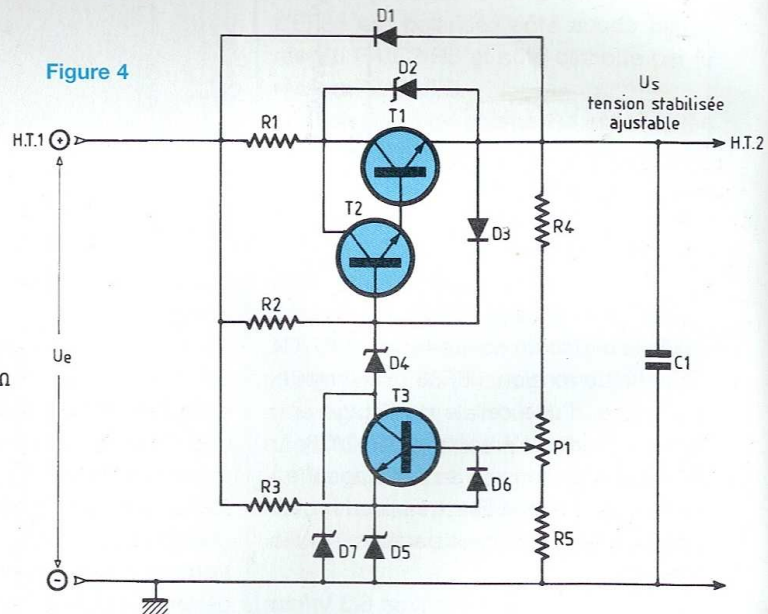 Figure 4
D1
D2
Us
tension stabilisée
ajustable
R1
T1
H.T.1 +
H.T.2
T2
D3
R4
R2
Ue
D4
C1
Ω
T3
P1
R3
D6
D7
D5
R5
-